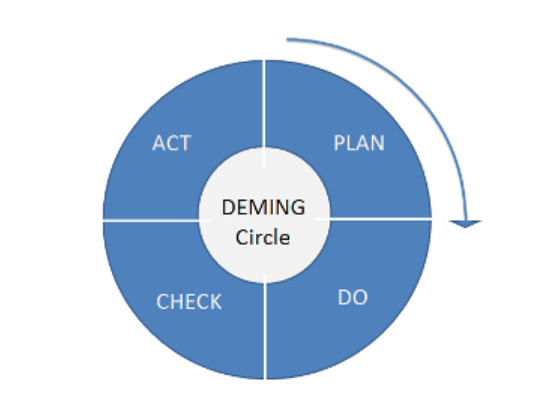 ACT
PLAN
DEMING
Circle
CHECK
DO